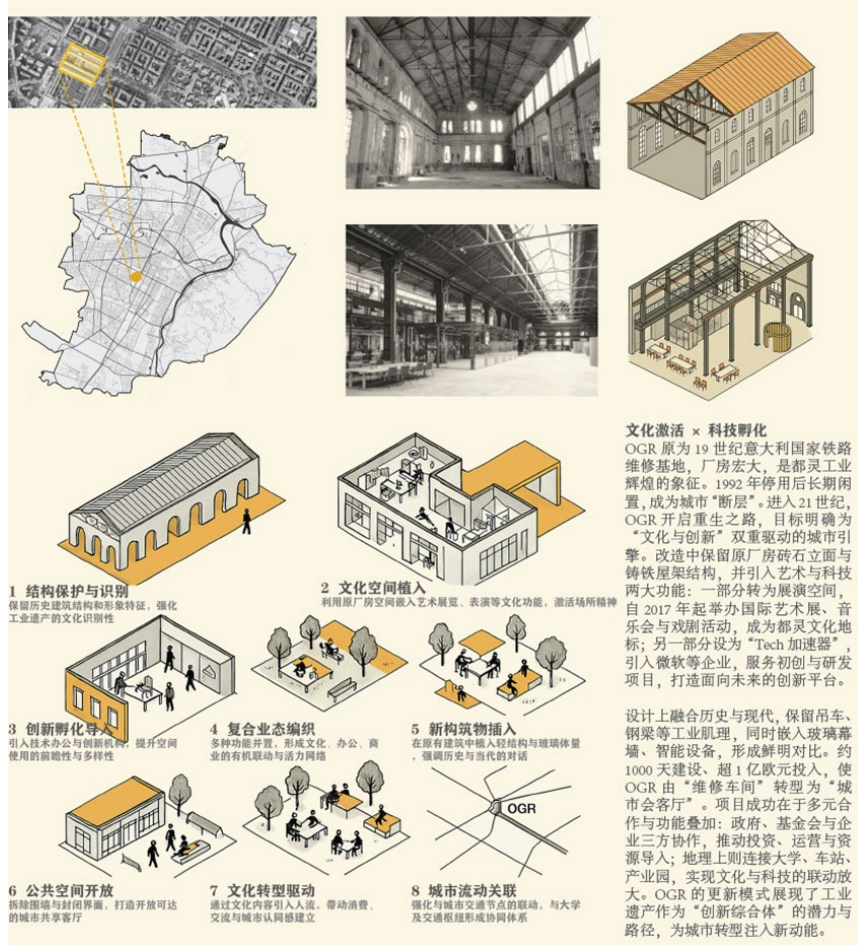 文化激活 × 科技孵化
OGR 原为 19 世纪意大利国家铁路
维修基地，厂房宏大，是都灵工业
辉煌的象征。1992 年停用后长期闲
置，成为城市“断层”。进入 21 世纪，
OGR 开启重生之路，目标明确为
“文化与创新”双重驱动的城市引
擎。改造中保留原厂房砖石立面与
铸铁屋架结构，并引入艺术与科技
两大功能：一部分转为展演空间，
自 2017 年起举办国际艺术展、音
乐会与戏剧活动，成为都灵文化地
标；另一部分设为“Tech 加速器”，
引入微软等企业，服务初创与研发
项目，打造面向未来的创新平台。
设计上融合历史与现代，保留吊车、
钢梁等工业肌理，同时嵌入玻璃幕
墙、智能设备，形成鲜明对比。约
1000 天建设、超 1 亿欧元投入，使
OGR 由“维修车间”转型为“城
市会客厅”。项目成功在于多元合
作与功能叠加：政府、基金会与企
业三方协作，推动投资、运营与资
源导入；地理上则连接大学、车站、
产业园，实现文化与科技的联动放
大。OGR 的更新模式展现了工业
遗产作为“创新综合体”的潜力与
路径，为城市转型注入新动能。
1 结构保护与识别
保留历史建筑结构和形象特征，强化
工业遗产的文化识别性
2 文化空间植入
利用原厂房空间嵌入艺术展览、表演等文化功能，激活场所精神
3 创新孵化导入
引入技术办公与创新机构，提升空间
使用的前瞻性与多样性
4 复合业态编织
多种功能并置，形成文化、办公、商
业的有机联动与活力网络
5 新构筑物插入
在原有建筑中植入轻结构与玻璃体量
，强调历史与当代的对话
6 公共空间开放
拆除围墙与封闭界面，打造开放可达
的城市共享客厅
7 文化转型驱动
通过文化内容引入人流，带动消费、
交流与城市认同感建立
OGR
8 城市流动关联
强化与城市交通节点的联动，与大学
及交通枢纽形成协同体系